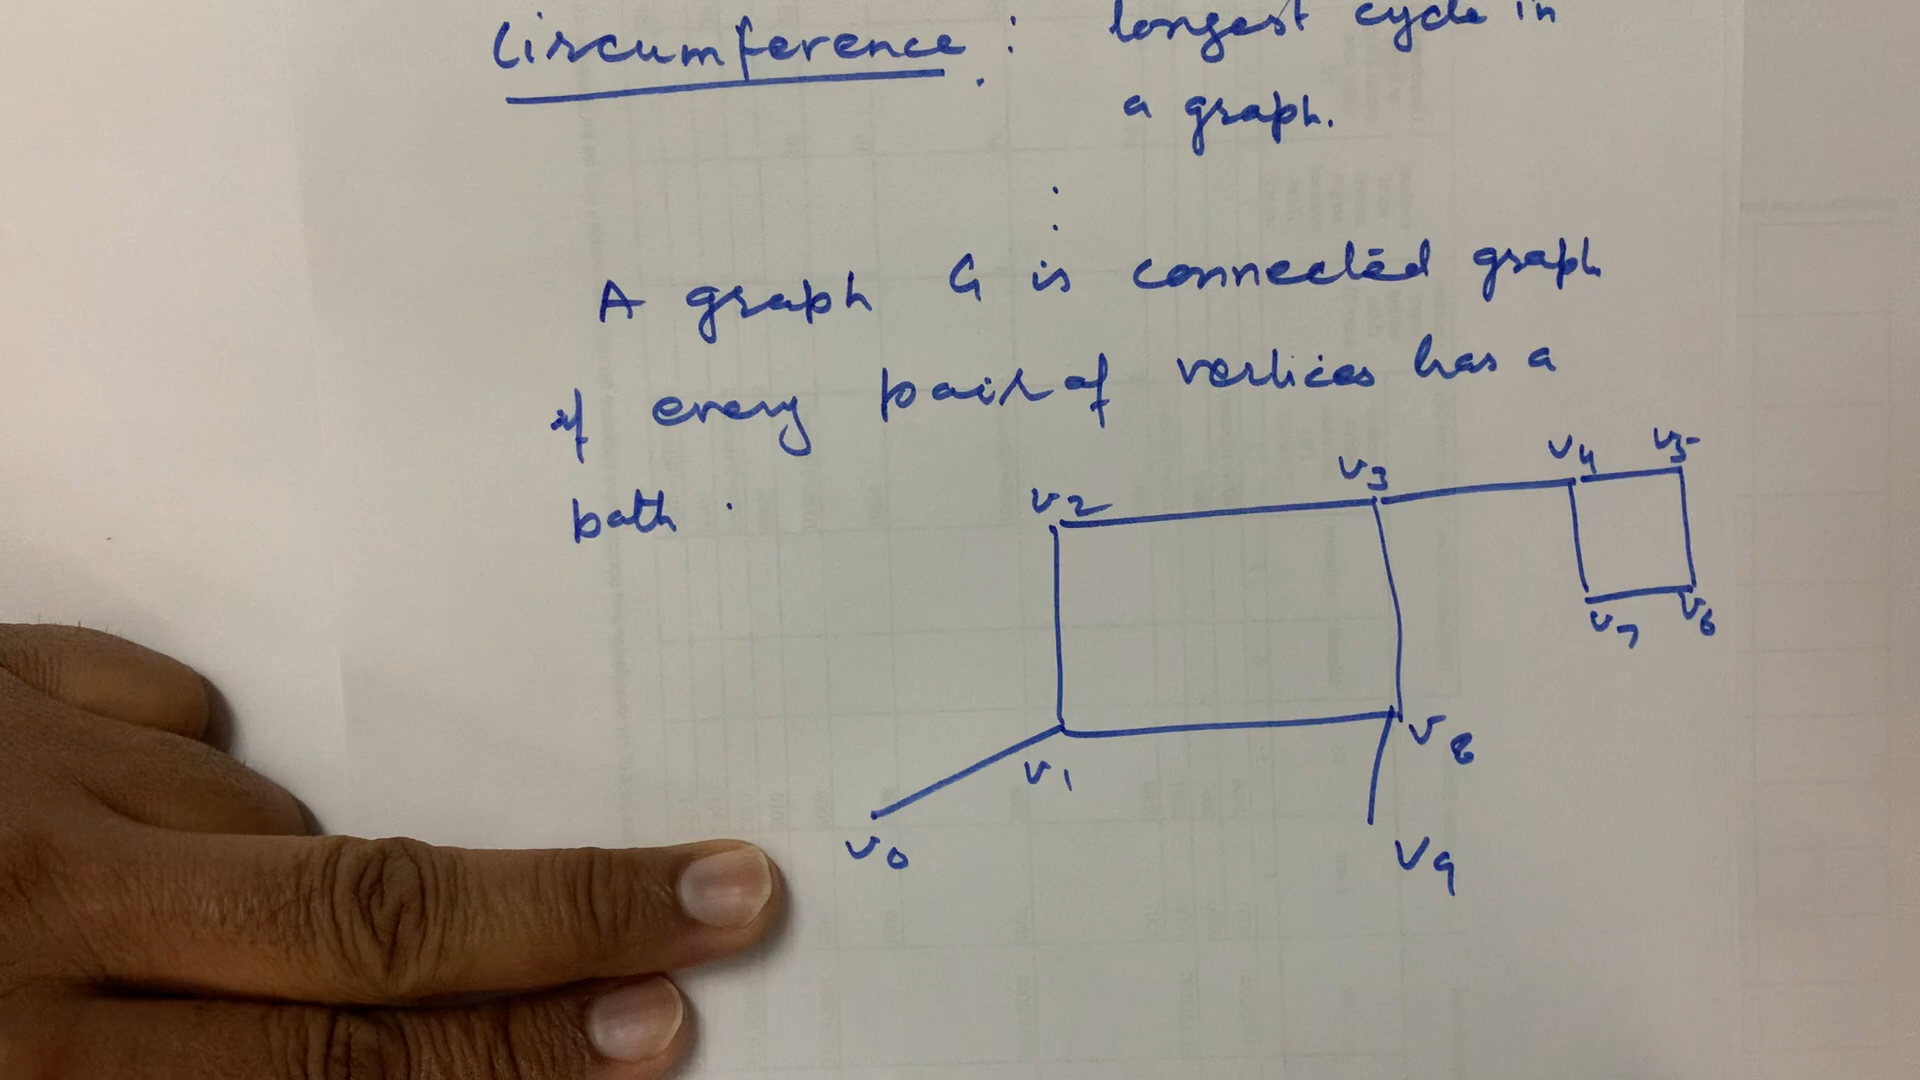 Circumference : longest cycle in
a graph.
A graph G is connected graph
if every pair of vertices has a
path.
v2 v3 v4 v5
v7 v6
v1 v8
v0 v9